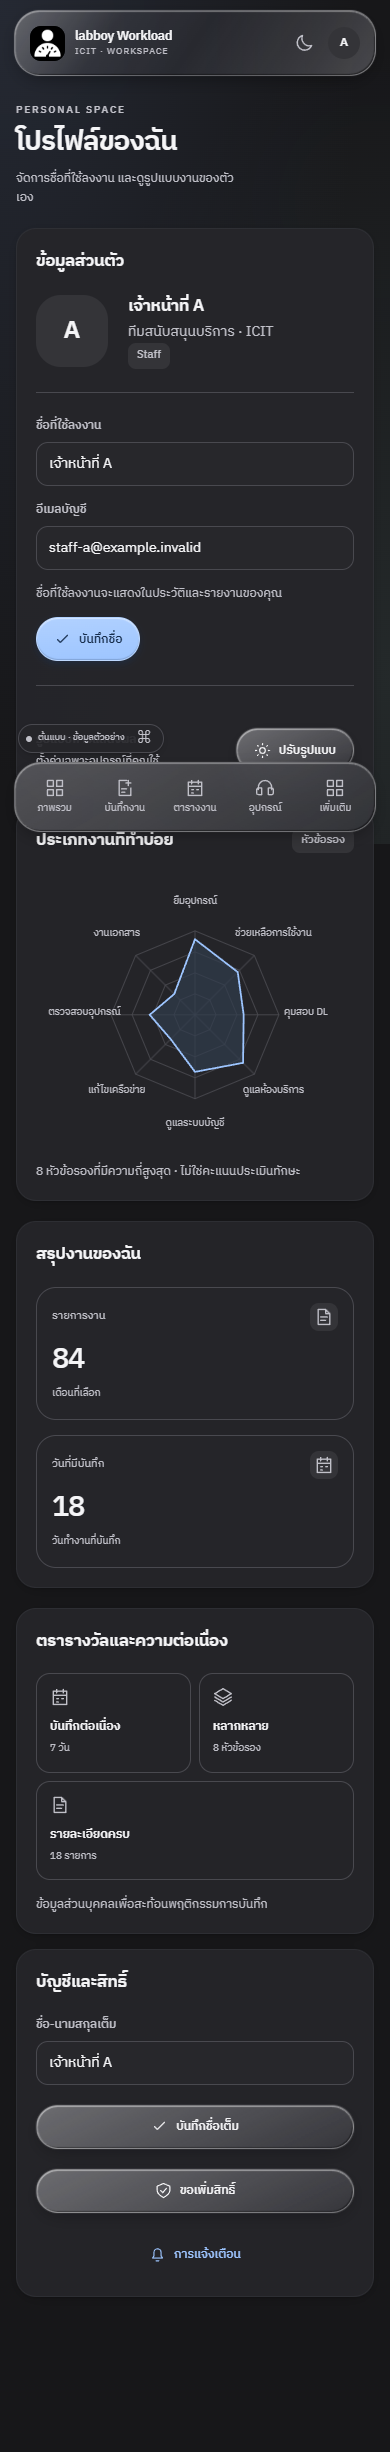 labboy Workload
ICIT · WORKSPACE
A
PERSONAL SPACE
โปรไฟล์ของฉัน
จัดการชื่อที่ใช้ลงงาน และดูรูปแบบงานของตัว
เอง
ข้อมูลส่วนตัว
A
เจ้าหน้าที่ A
ทีมสนับสนุนบริการ · ICIT
Staff
ชื่อที่ใช้ลงงาน
เจ้าหน้าที่ A
อีเมลบัญชี
staff-a@example.invalid
ชื่อที่ใช้ลงงานจะแสดงในประวัติและรายงานของคุณ
บันทึกชื่อ
ต้นแบบ · ข้อมูลตัวอย่าง
ตั้งค่าเฉพาะอุปกรณ์ที่คุณใช้
ปรับรูปแบบ
ภาพรวม
บันทึกงาน
ตารางงาน
อุปกรณ์
เพิ่มเติม
ประเภทงานที่ทำบ่อย
หัวข้อรอง
ยืมอุปกรณ์
งานเอกสาร
ช่วยเหลือการใช้งาน
ตรวจสอบอุปกรณ์
คุมสอบ DL
แก้ไขเครือข่าย
ดูแลห้องบริการ
ดูแลระบบบัญชี
8 หัวข้อรองที่มีความถี่สูงสุด · ไม่ใช่คะแนนประเมินทักษะ
สรุปงานของฉัน
รายการงาน
84
เดือนที่เลือก
วันที่มีบันทึก
18
วันทำงานที่บันทึก
ตรารางวัลและความต่อเนื่อง
บันทึกต่อเนื่อง
7 วัน
หลากหลาย
8 หัวข้อรอง
รายละเอียดครบ
18 รายการ
ข้อมูลส่วนบุคคลเพื่อสะท้อนพฤติกรรมการบันทึก
บัญชีและสิทธิ์
ชื่อ-นามสกุลเต็ม
เจ้าหน้าที่ A
บันทึกชื่อเต็ม
ขอเพิ่มสิทธิ์
การแจ้งเตือน